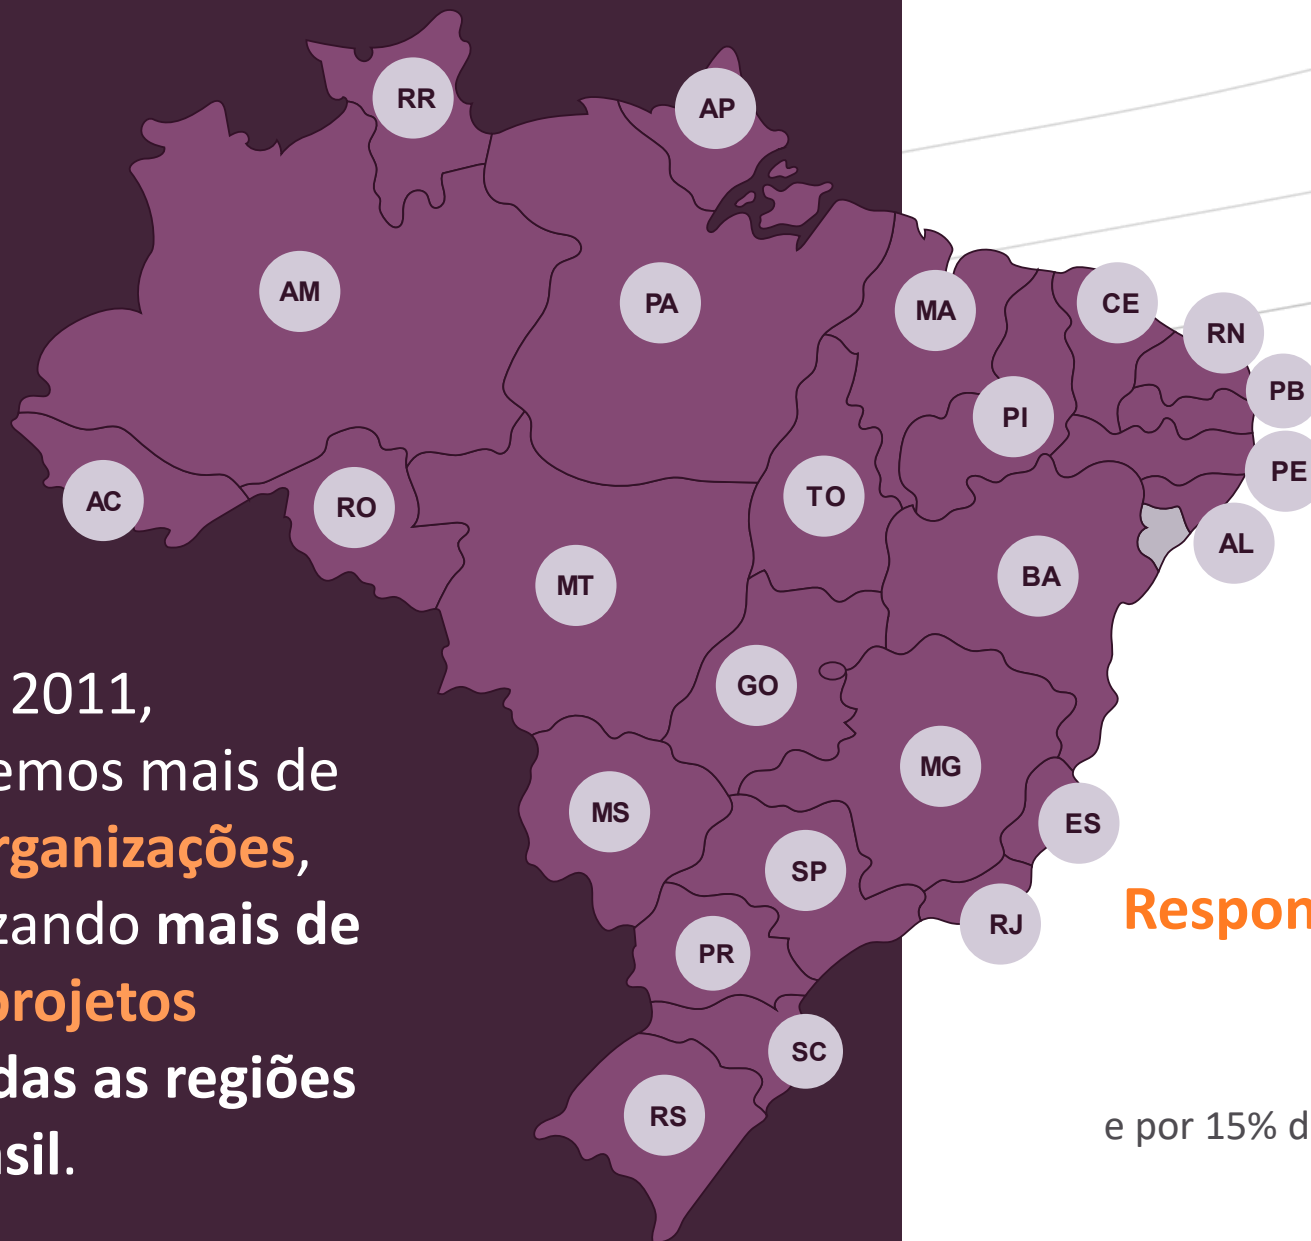 RR
AP
AM
PA
MA
CE
RN
PB
PI
PE
AC
RO
TO
AL
MT
BA
GO
MG
MS
ES
SP
RJ
PR
SC
RS
2011,
emos mais de
rganizações,
zando mais de
projetos
das as regiões
sil.
Respon
e por 15% d